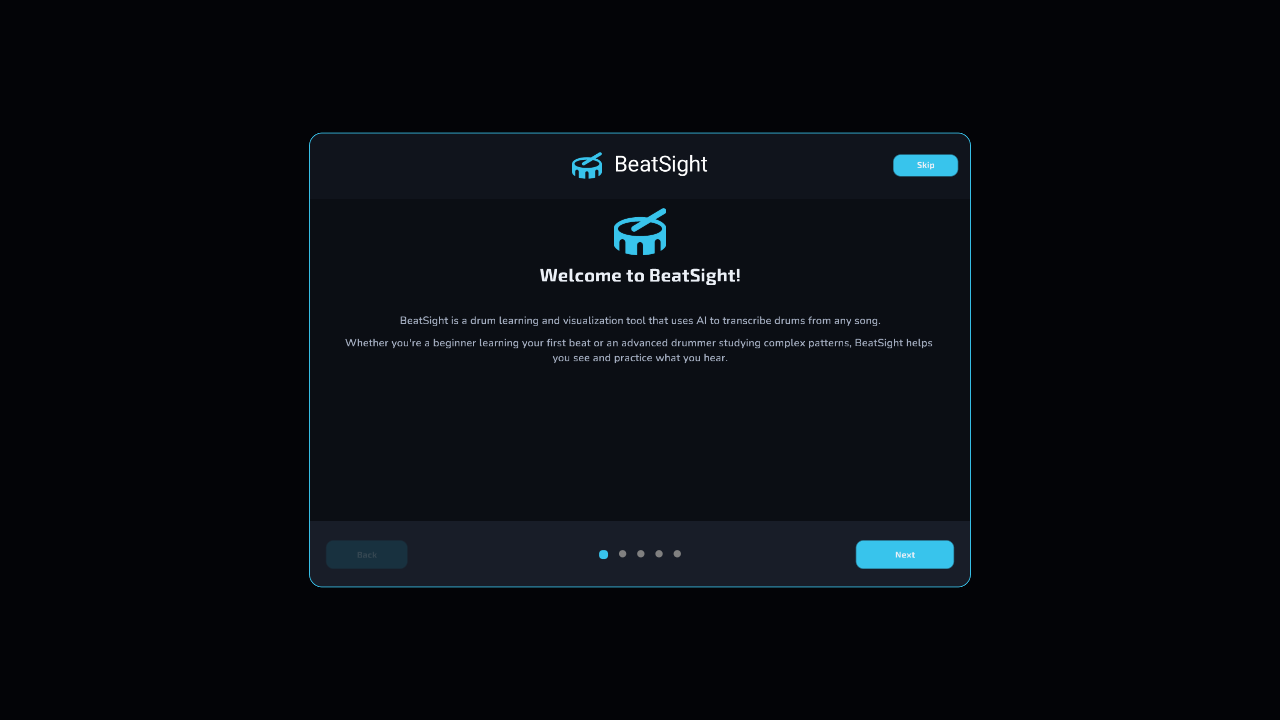 BeatSight
Skip
Welcome to BeatSight!
BeatSight is a drum learning and visualization tool that uses AI to transcribe drums from any song.
Whether you're a beginner learning your first beat or an advanced drummer studying complex patterns, BeatSight helps
you see and practice what you hear.
Back
Next